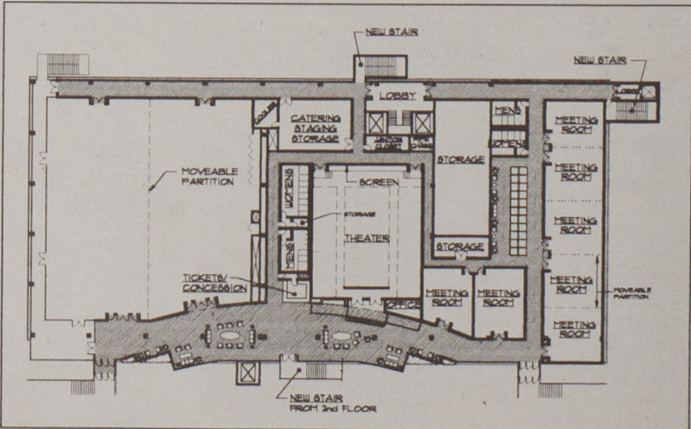 NEW STAIR
NEW STAIR
LOBBY
LOBBY
COOLER
CATERING
STAGING
STORAGE
MENS
WOMENS
MEETING
ROOM
MEETING
ROOM
MEETING
ROOM
MEETING
ROOM
MEETING
ROOM
MOVEABLE
PARTITION
STORAGE
SCREEN
WOMENS
STORAGE
THEATER
MENS
STORAGE
TICKETS/
CONCESSION
OFFICE
MEETING
ROOM
MEETING
ROOM
MOVEABLE
PARTITION
NEW STAIR
FROM 2nd FLOOR